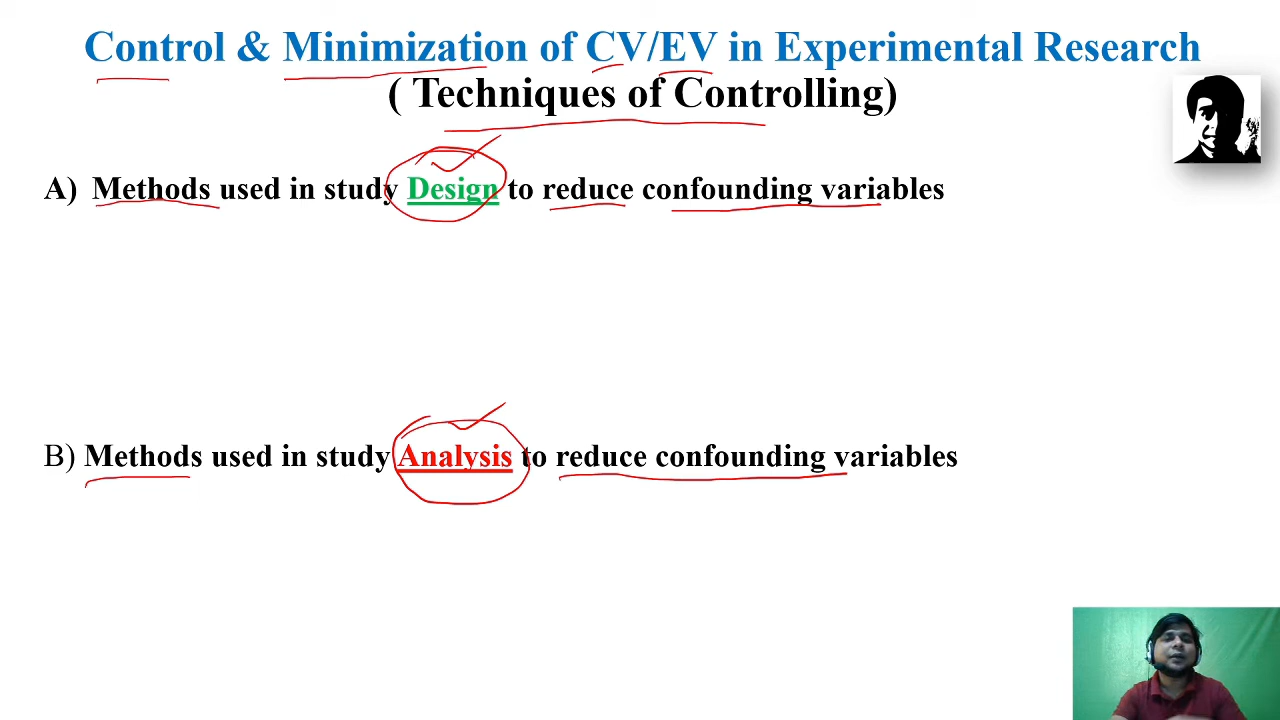 Control & Minimization of CV/EV in Experimental Research
( Techniques of Controlling)
A) Methods used in study Design to reduce confounding variables
B) Methods used in study Analysis to reduce confounding variables